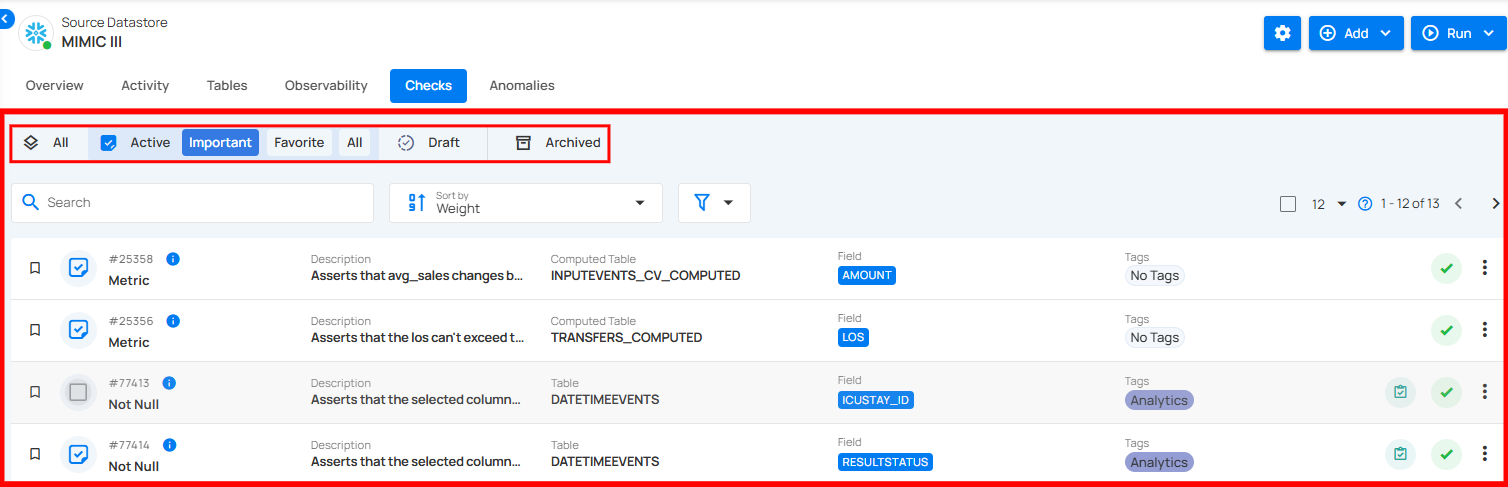 Source Datastore
MIMIC III
Add
Run
Overview Activity Tables Observability Checks Anomalies
All Active Important Favorite All Draft Archived
Search
Sort by
Weight
12 1 - 12 of 13
#25358
Metric
Description
Asserts that avg_sales changes b...
Computed Table
INPUTEVENTS_CV_COMPUTED
Field
AMOUNT
Tags
No Tags
#25356
Metric
Description
Asserts that the los can't exceed t...
Computed Table
TRANSFERS_COMPUTED
Field
LOS
Tags
No Tags
#77413
Not Null
Description
Asserts that the selected column...
Table
DATETIMEEVENTS
Field
ICUSTAY_ID
Tags
Analytics
#77414
Not Null
Description
Asserts that the selected column...
Table
DATETIMEEVENTS
Field
RESULTSTATUS
Tags
Analytics